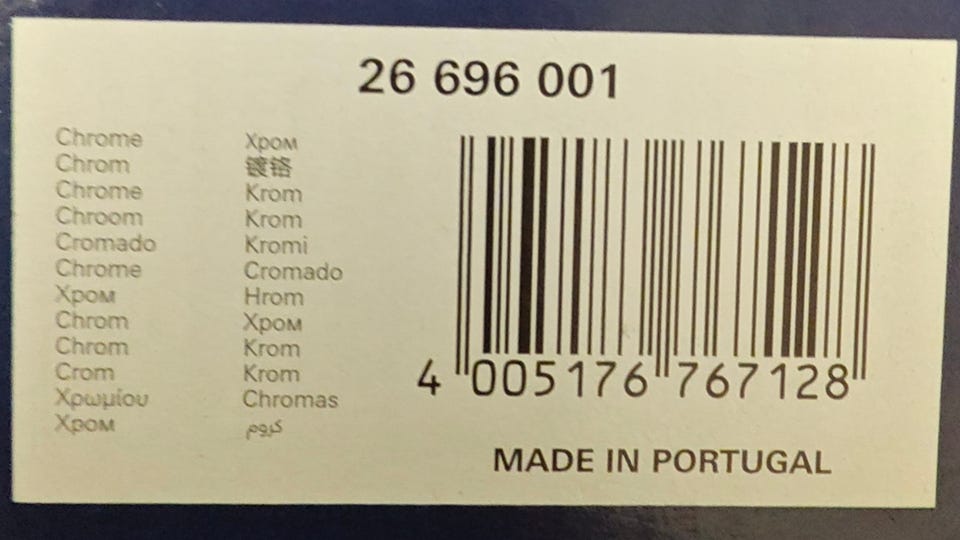 26 696 001
Chrome
Chrom
Chrome
Chroom
Cromado
Chrome
Хром
Chrom
Chrom
Crom
Χρωμίου
Хром
Хром
镀铬
Krom
Krom
Kromi
Cromado
Hrom
Хром
Krom
Krom
Chromas
كروم
4 005176 767128
MADE IN PORTUGAL